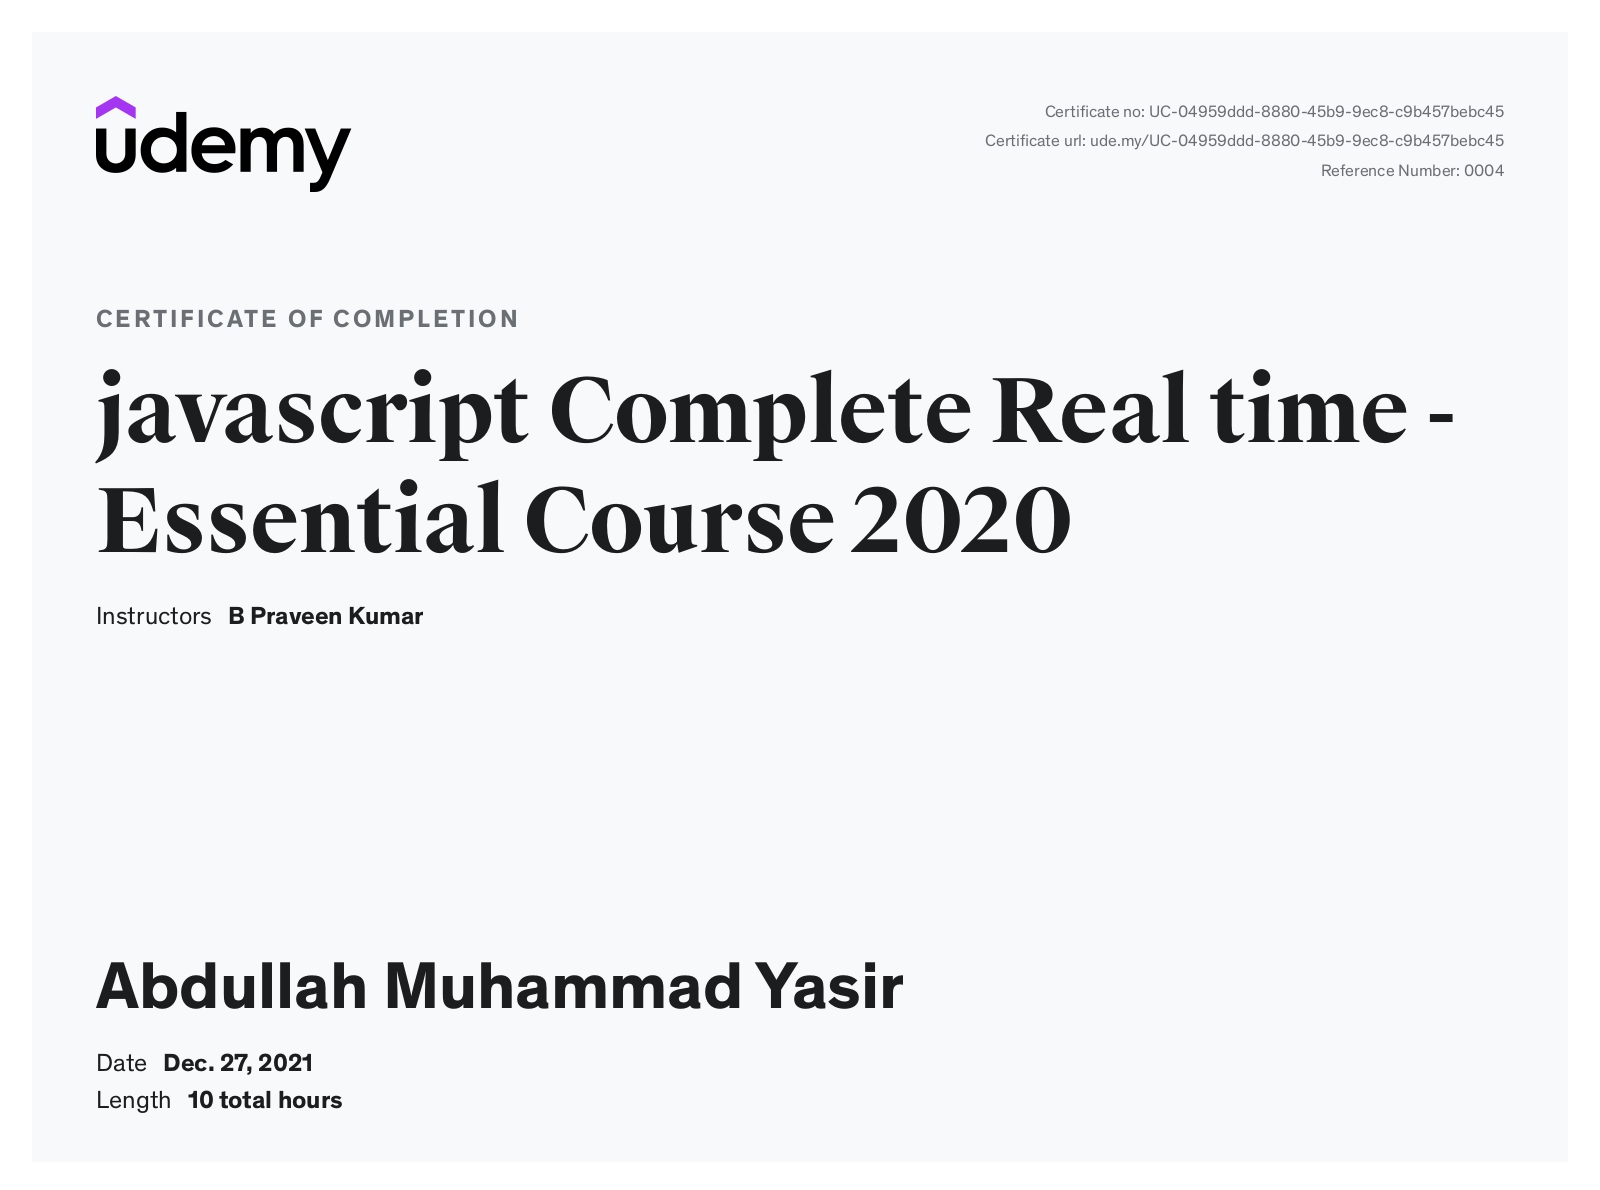 udemy
Certificate no: UC-04959ddd-8880-45b9-9ec8-c9b457bebc45
Certificate url: ude.my/UC-04959ddd-8880-45b9-9ec8-c9b457bebc45
Reference Number: 0004
CERTIFICATE OF COMPLETION
javascript Complete Real time -
Essential Course 2020
Instructors B Praveen Kumar
Abdullah Muhammad Yasir
Date Dec. 27, 2021
Length 10 total hours